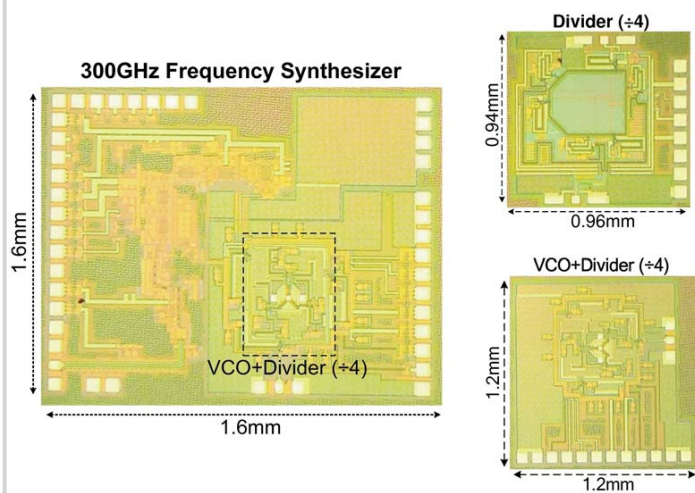 300GHz Frequency Synthesizer
1.6mm
VCO+Divider (÷4)
1.6mm
Divider (÷4)
0.94mm
0.96mm
VCO+Divider (÷4)
1.2mm
1.2mm